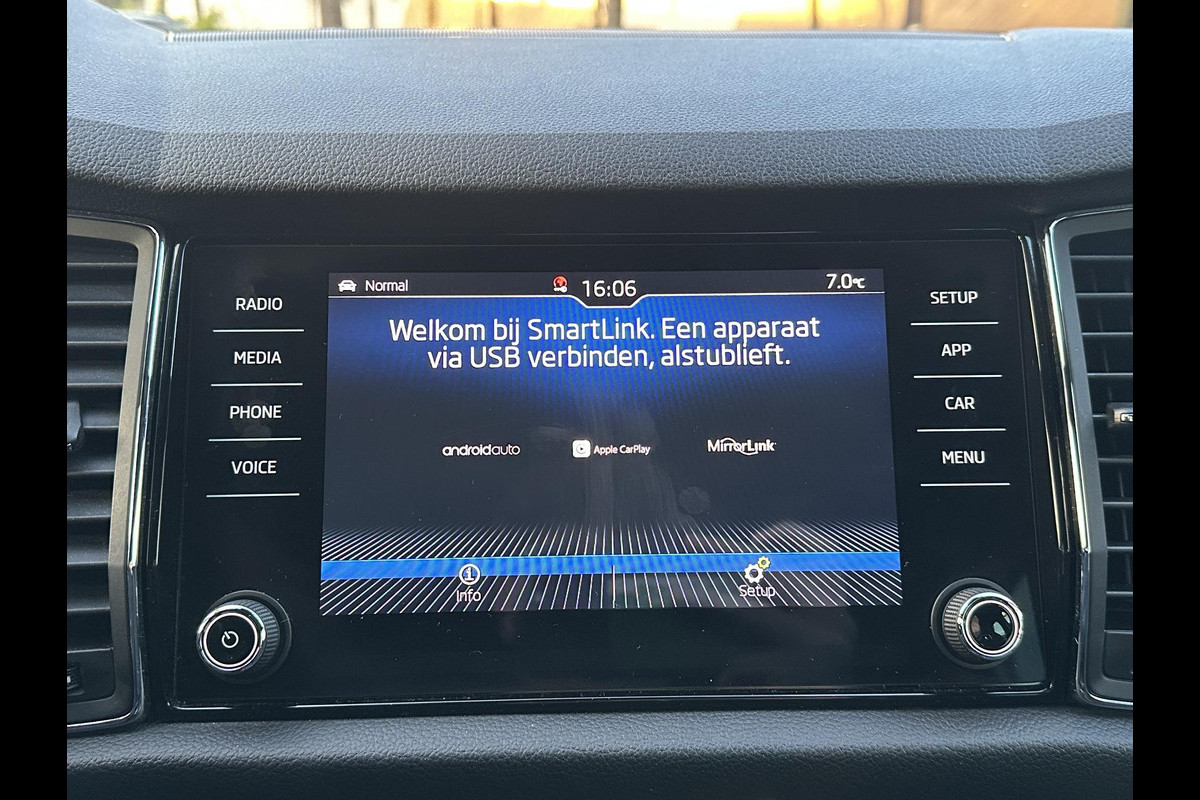 Normal
16:06
7.0°C
RADIO
MEDIA
PHONE
VOICE
Welkom bij SmartLink. Een apparaat
via USB verbinden, alstublieft.
androidauto
Apple CarPlay
MirrorLink
Info
Setup
SETUP
APP
CAR
MENU